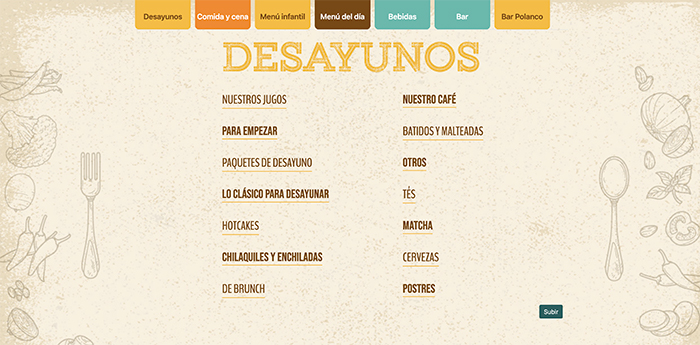 Desayunos
Comida y cena
Menú infantil
Menú del día
Bebidas
Bar
Bar Polanco
DESAYUNOS
NUESTROS JUGOS
PARA EMPEZAR
PAQUETES DE DESAYUNO
LO CLÁSICO PARA DESAYUNAR
HOTCAKES
CHILAQUILES Y ENCHILADAS
DE BRUNCH
NUESTRO CAFÉ
BATIDOS Y MALTEADAS
OTROS
TÉS
MATCHA
CERVEZAS
POSTRES
Subir